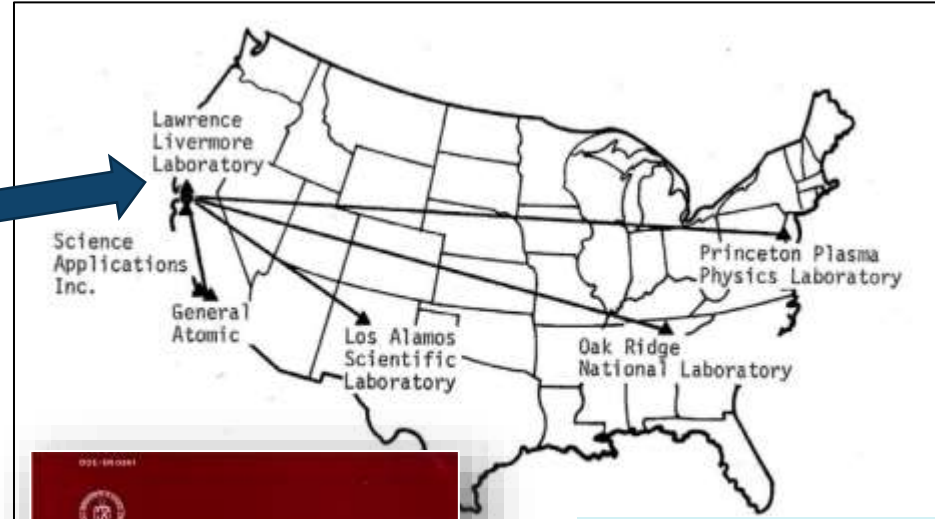 Lawrence
Livermore
Laboratory
Science
Applications
Inc.
General
Atomic
Los Alamos
Scientific
Laboratory
Oak Ridge
National Laboratory
Princeton Plasma
Physics Laboratory